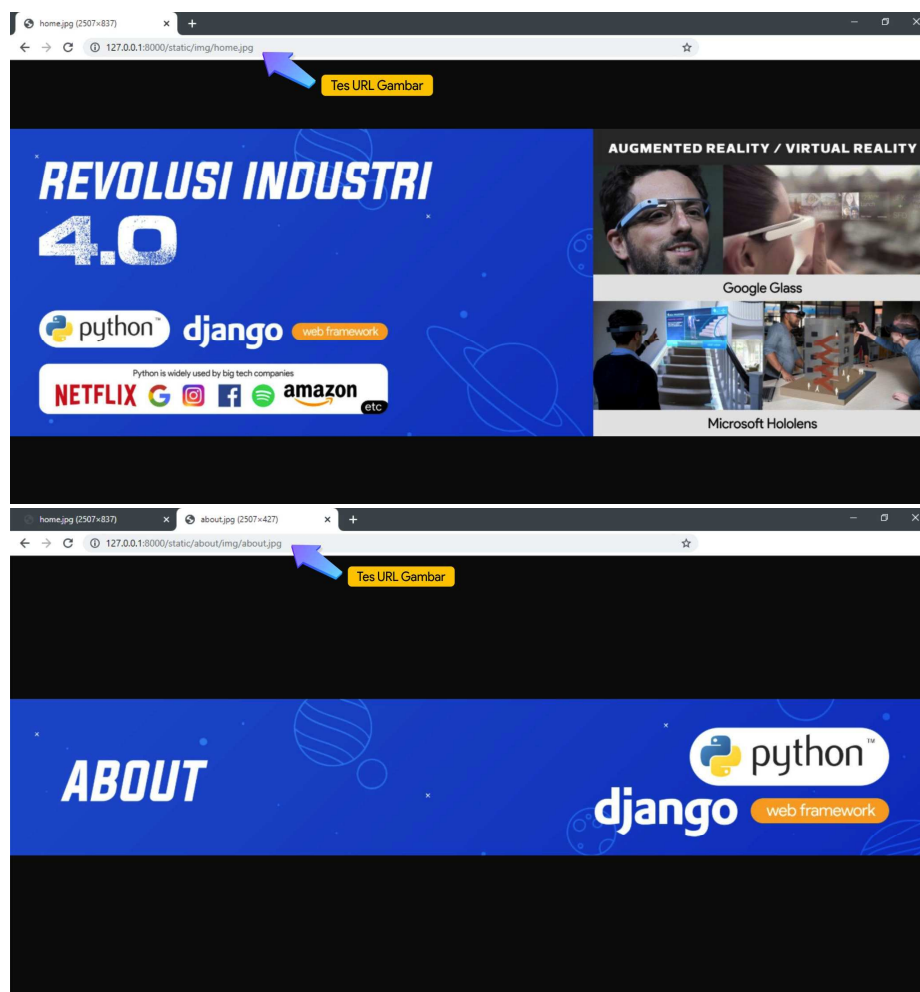 home.jpg (2507×837)
127.0.0.1:8000/static/img/home.jpg
Tes URL Gambar
REVOLUSI INDUSTRI
4.0
python™
django
web framework
Python is widely used by big tech companies
NETFLIX
amazon
etc
AUGMENTED REALITY / VIRTUAL REALITY
Google Glass
Microsoft Hololens
home.jpg (2507×837)
about.jpg (2507×427)
127.0.0.1:8000/static/about/img/about.jpg
Tes URL Gambar
ABOUT
python™
django
web framework